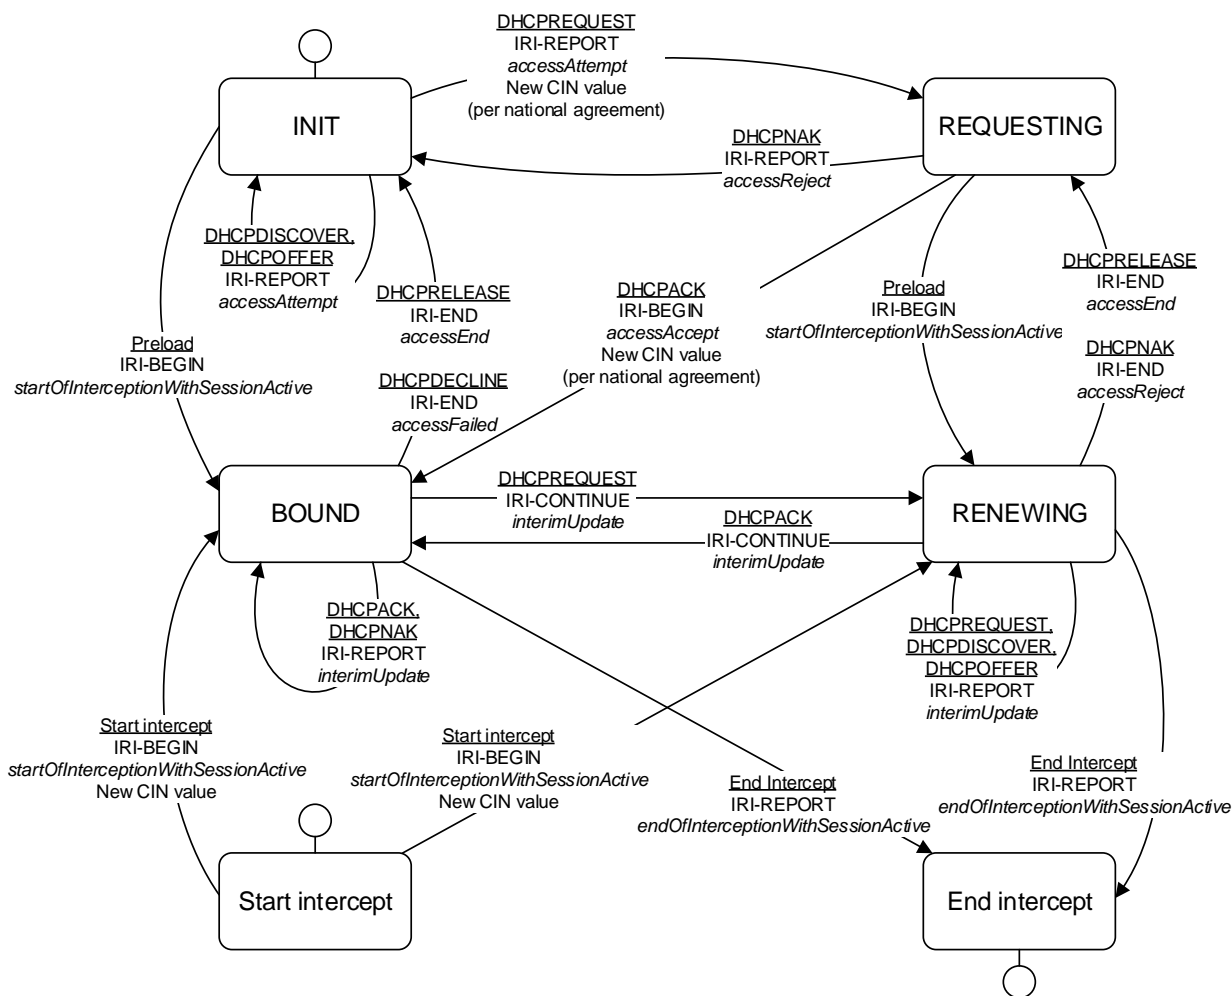 DHCPREQUEST
IRI-REPORT
accessAttempt
New CIN value
(per national agreement)
INIT
REQUESTING
DHCPNAK
IRI-REPORT
accessReject
DHCPDISCOVER,
DHCPOFFER
IRI-REPORT
accessAttempt
DHCPRELEASE
IRI-END
accessEnd
DHCPACK
IRI-BEGIN
accessAccept
New CIN value
(per national agreement)
Preload
IRI-BEGIN
startOfInterceptionWithSessionActive
DHCPRELEASE
IRI-END
accessEnd
Preload
IRI-BEGIN
startOfInterceptionWithSessionActive
DHCPDECLINE
IRI-END
accessFailed
DHCPNAK
IRI-END
accessReject
BOUND
DHCPREQUEST
IRI-CONTINUE
interimUpdate
DHCPACK
IRI-CONTINUE
interimUpdate
RENEWING
DHCPACK,
DHCPNAK
IRI-REPORT
interimUpdate
DHCPREQUEST,
DHCPDISCOVER,
DHCPOFFER
IRI-REPORT
interimUpdate
Start intercept
IRI-BEGIN
startOfInterceptionWithSessionActive
New CIN value
Start intercept
IRI-BEGIN
startOfInterceptionWithSessionActive
New CIN value
End Intercept
IRI-REPORT
endOfInterceptionWithSessionActive
End Intercept
IRI-REPORT
endOfInterceptionWithSessionActive
Start intercept
End intercept